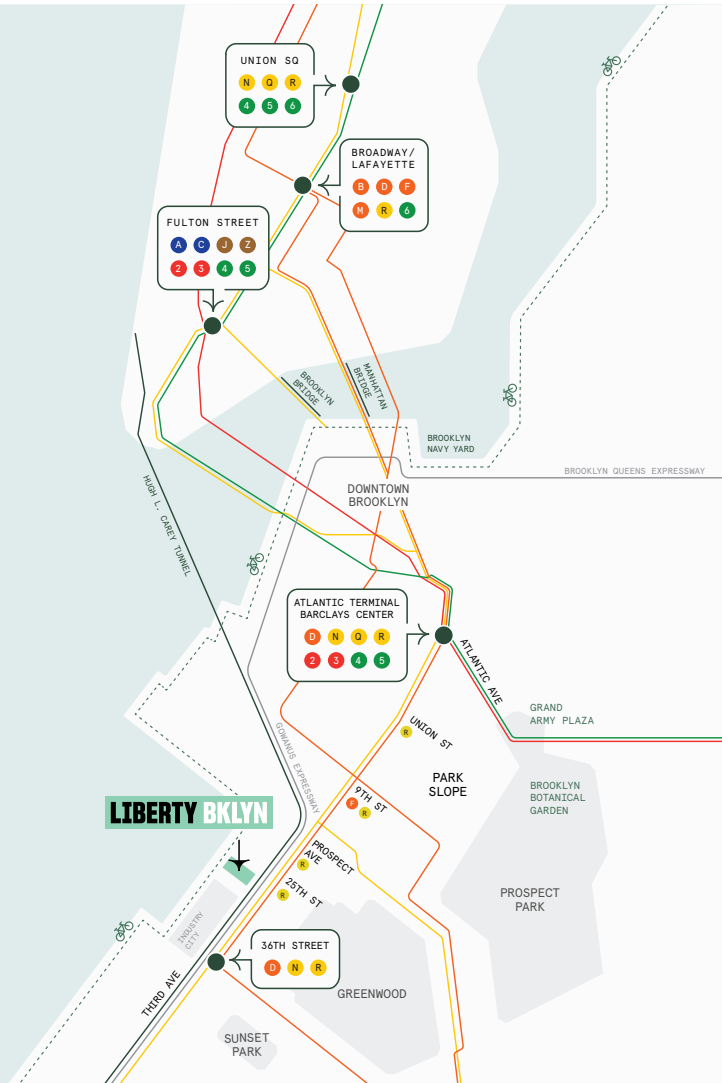 UNION SQ
N Q R
4 5 6
BROADWAY/
LAFAYETTE
B D F
M R 6
FULTON STREET
A C J Z
2 3 4 5
BROOKLYN
BRIDGE
MANHATTAN
BRIDGE
BROOKLYN
NAVY YARD
BROOKLYN QUEENS EXPRESSWAY
DOWNTOWN
BROOKLYN
HUGH L. CAREY TUNNEL
ATLANTIC TERMINAL
BARCLAYS CENTER
D N Q R
2 3 4 5
ATLANTIC AVE
GRAND
ARMY PLAZA
UNION ST
R
GOWANUS EXPRESSWAY
PARK
SLOPE
BROOKLYN
BOTANICAL
GARDEN
9TH ST
F R
LIBERTY BKLYN
PROSPECT
AVE
R
25TH ST
R
PROSPECT
PARK
INDUSTRY
CITY
36TH STREET
D N R
THIRD AVE
GREENWOOD
SUNSET
PARK